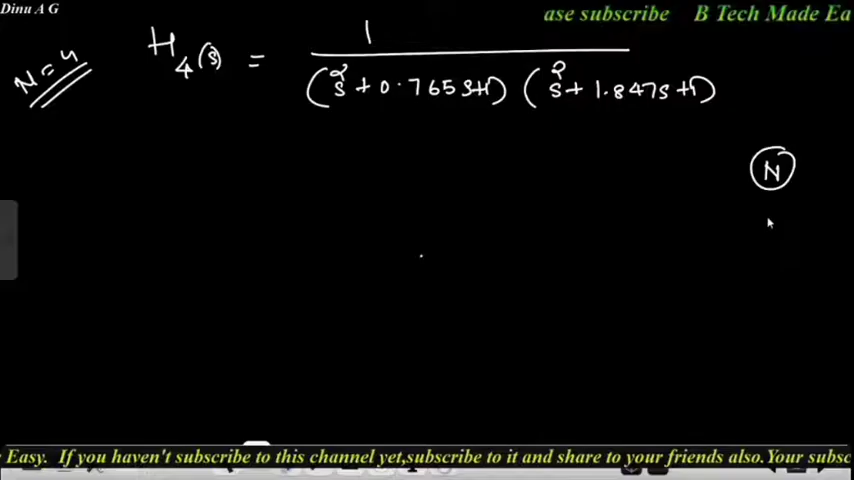 Dinu A G
ase subscribe B Tech Made Ea
N=4
H4(s) = 1
(s²+0.765s+1) (s²+1.847s+1)
N
Easy. If you haven't subscribe to this channel yet,subscribe to it and share to your friends also.Your subsc